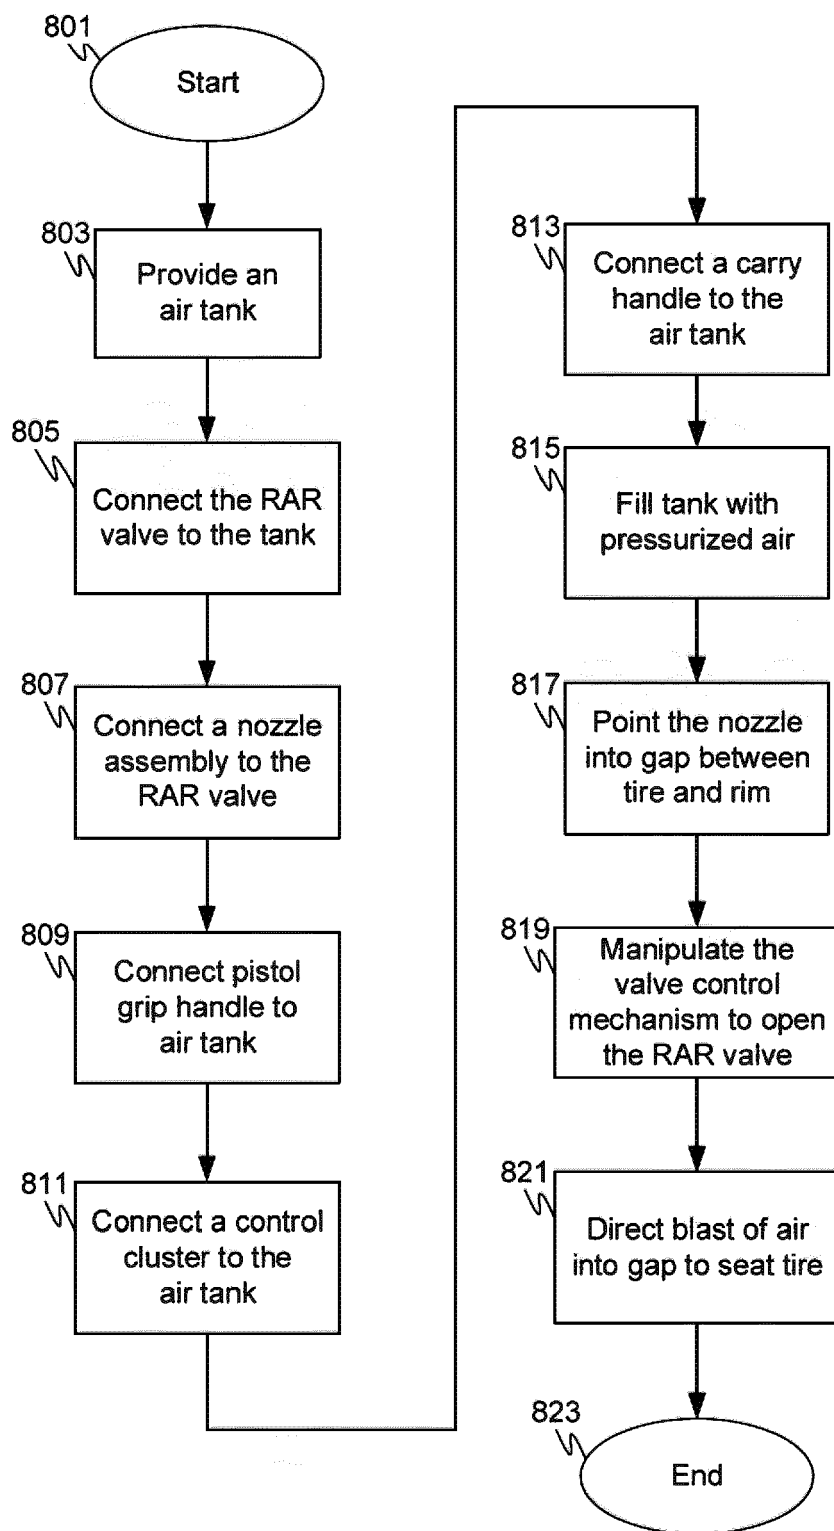 801
Start
803
Provide an
air tank
805
Connect the RAR
valve to the tank
807
Connect a nozzle
assembly to the
RAR valve
809
Connect pistol
grip handle to
air tank
811
Connect a control
cluster to the
air tank
813
Connect a carry
handle to the
air tank
815
Fill tank with
pressurized air
817
Point the nozzle
into gap between
tire and rim
819
Manipulate the
valve control
mechanism to open
the RAR valve
821
Direct blast of air
into gap to seat tire
823
End